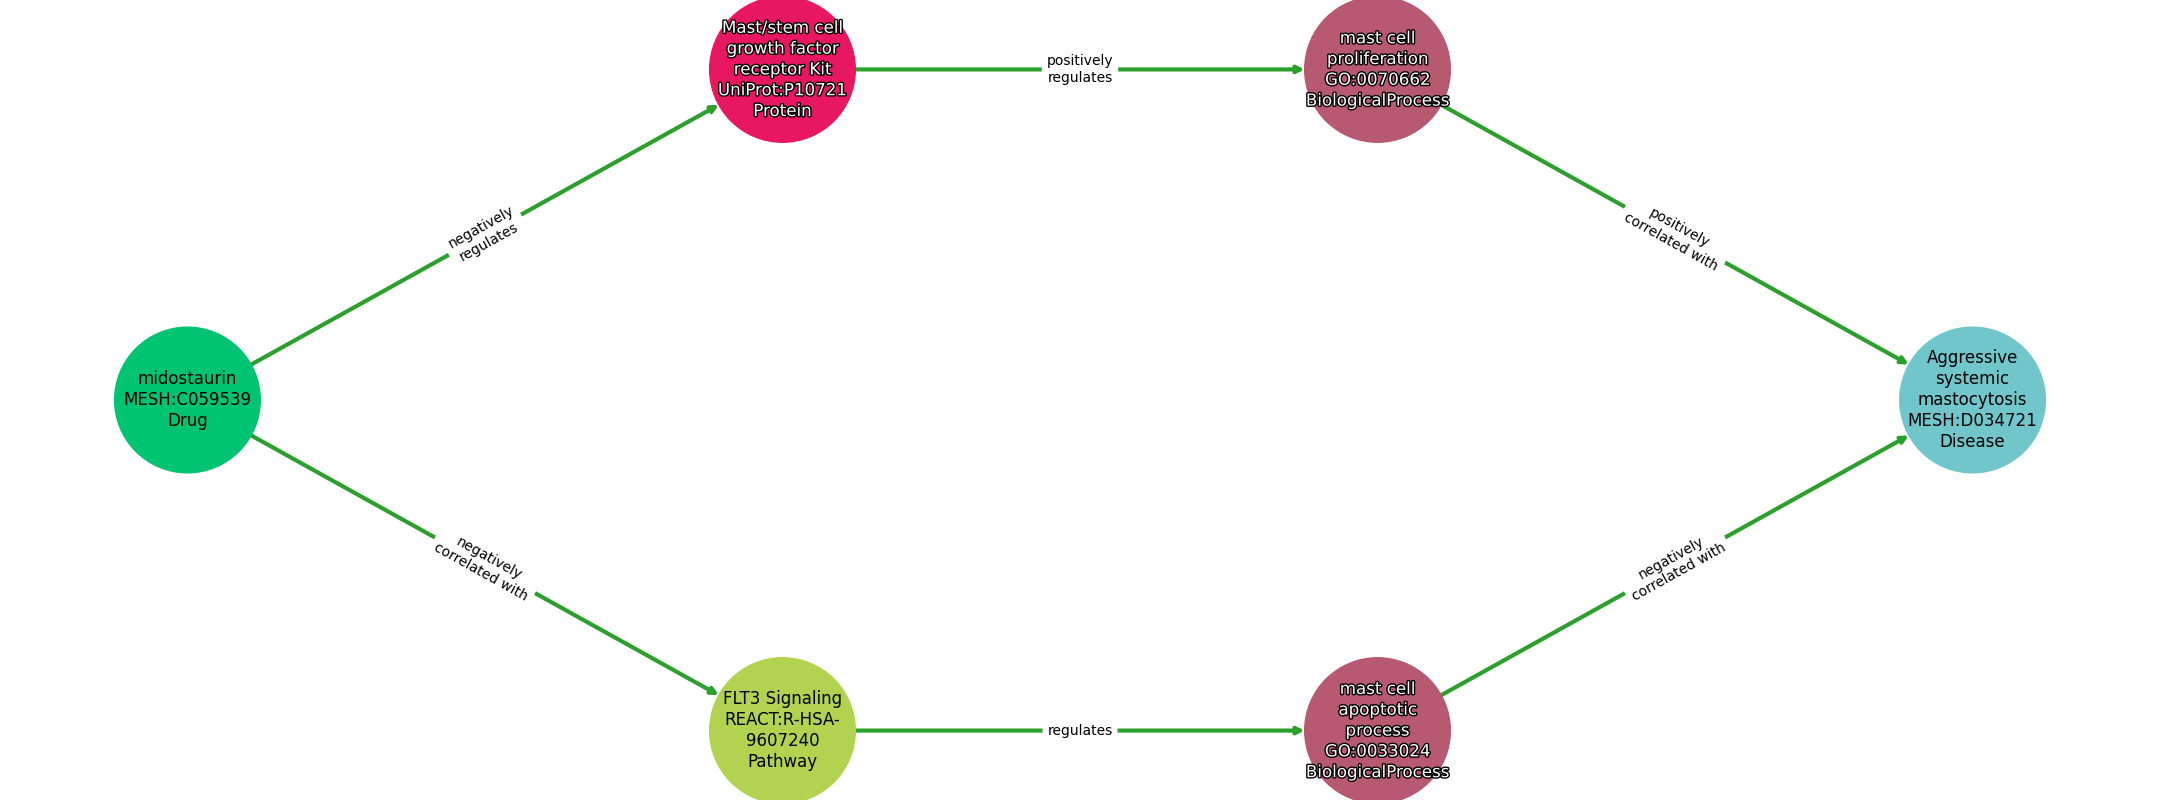 Mast/stem cell
growth factor
receptor Kit
UniProt:P10721
Protein
positively
regulates
mast cell
proliferation
GO:0070662
BiologicalProcess
negatively
regulates
positively
correlated with
midostaurin
MESH:C059539
Drug
Aggressive
systemic
mastocytosis
MESH:D034721
Disease
negatively
correlated with
negatively
correlated with
FLT3 Signaling
REACT:R-HSA-
9607240
Pathway
regulates
mast cell
apoptotic
process
GO:0033024
BiologicalProcess